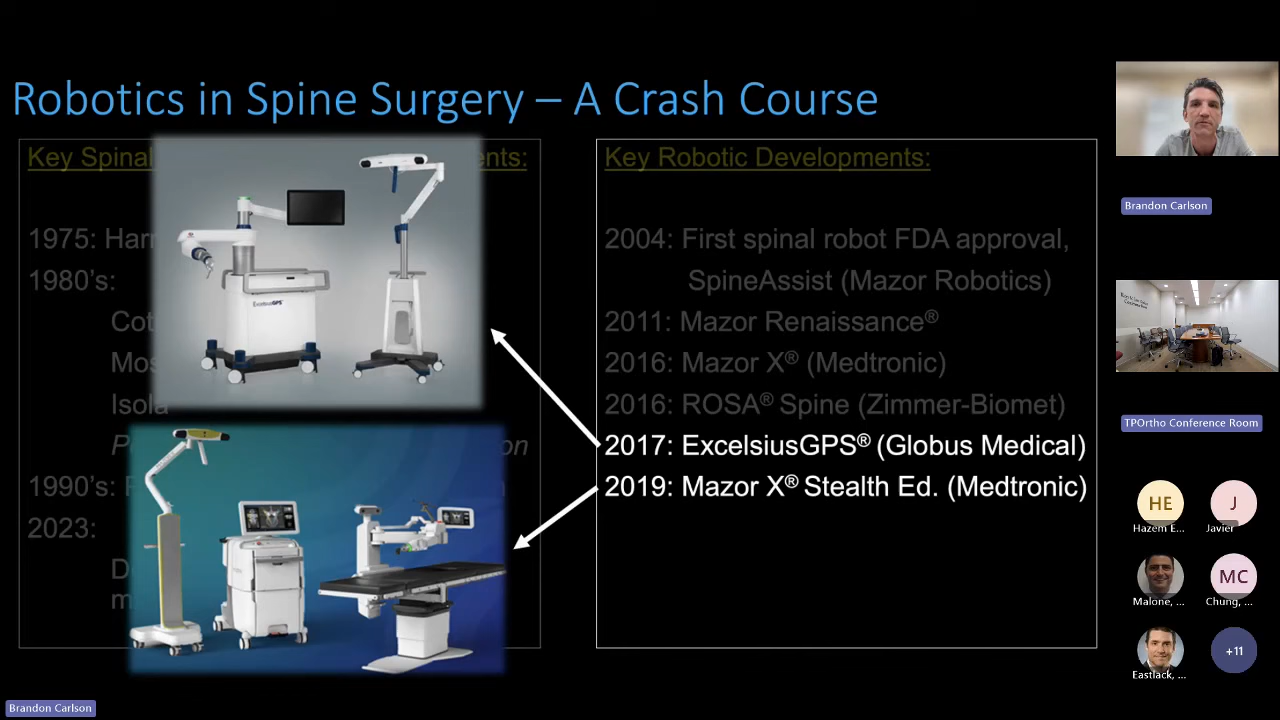 Robotics in Spine Surgery – A Crash Course
Key Spinal
ents:
1975: Harr
1980’s:
Cot
Mos
Isola
on
1990’s:
2023:
ExcelsiusGPS
Key Robotic Developments:
2004: First spinal robot FDA approval,
SpineAssist (Mazor Robotics)
2011: Mazor Renaissance®
2016: Mazor X® (Medtronic)
2016: ROSA® Spine (Zimmer-Biomet)
2017: ExcelsiusGPS® (Globus Medical)
2019: Mazor X® Stealth Ed. (Medtronic)
Brandon Carlson
TPOrtho Conference Room
HE
J
Hazem E...
Javier
MC
Malone, ...
Chung, ...
+11
Eastlack, ...
Brandon Carlson